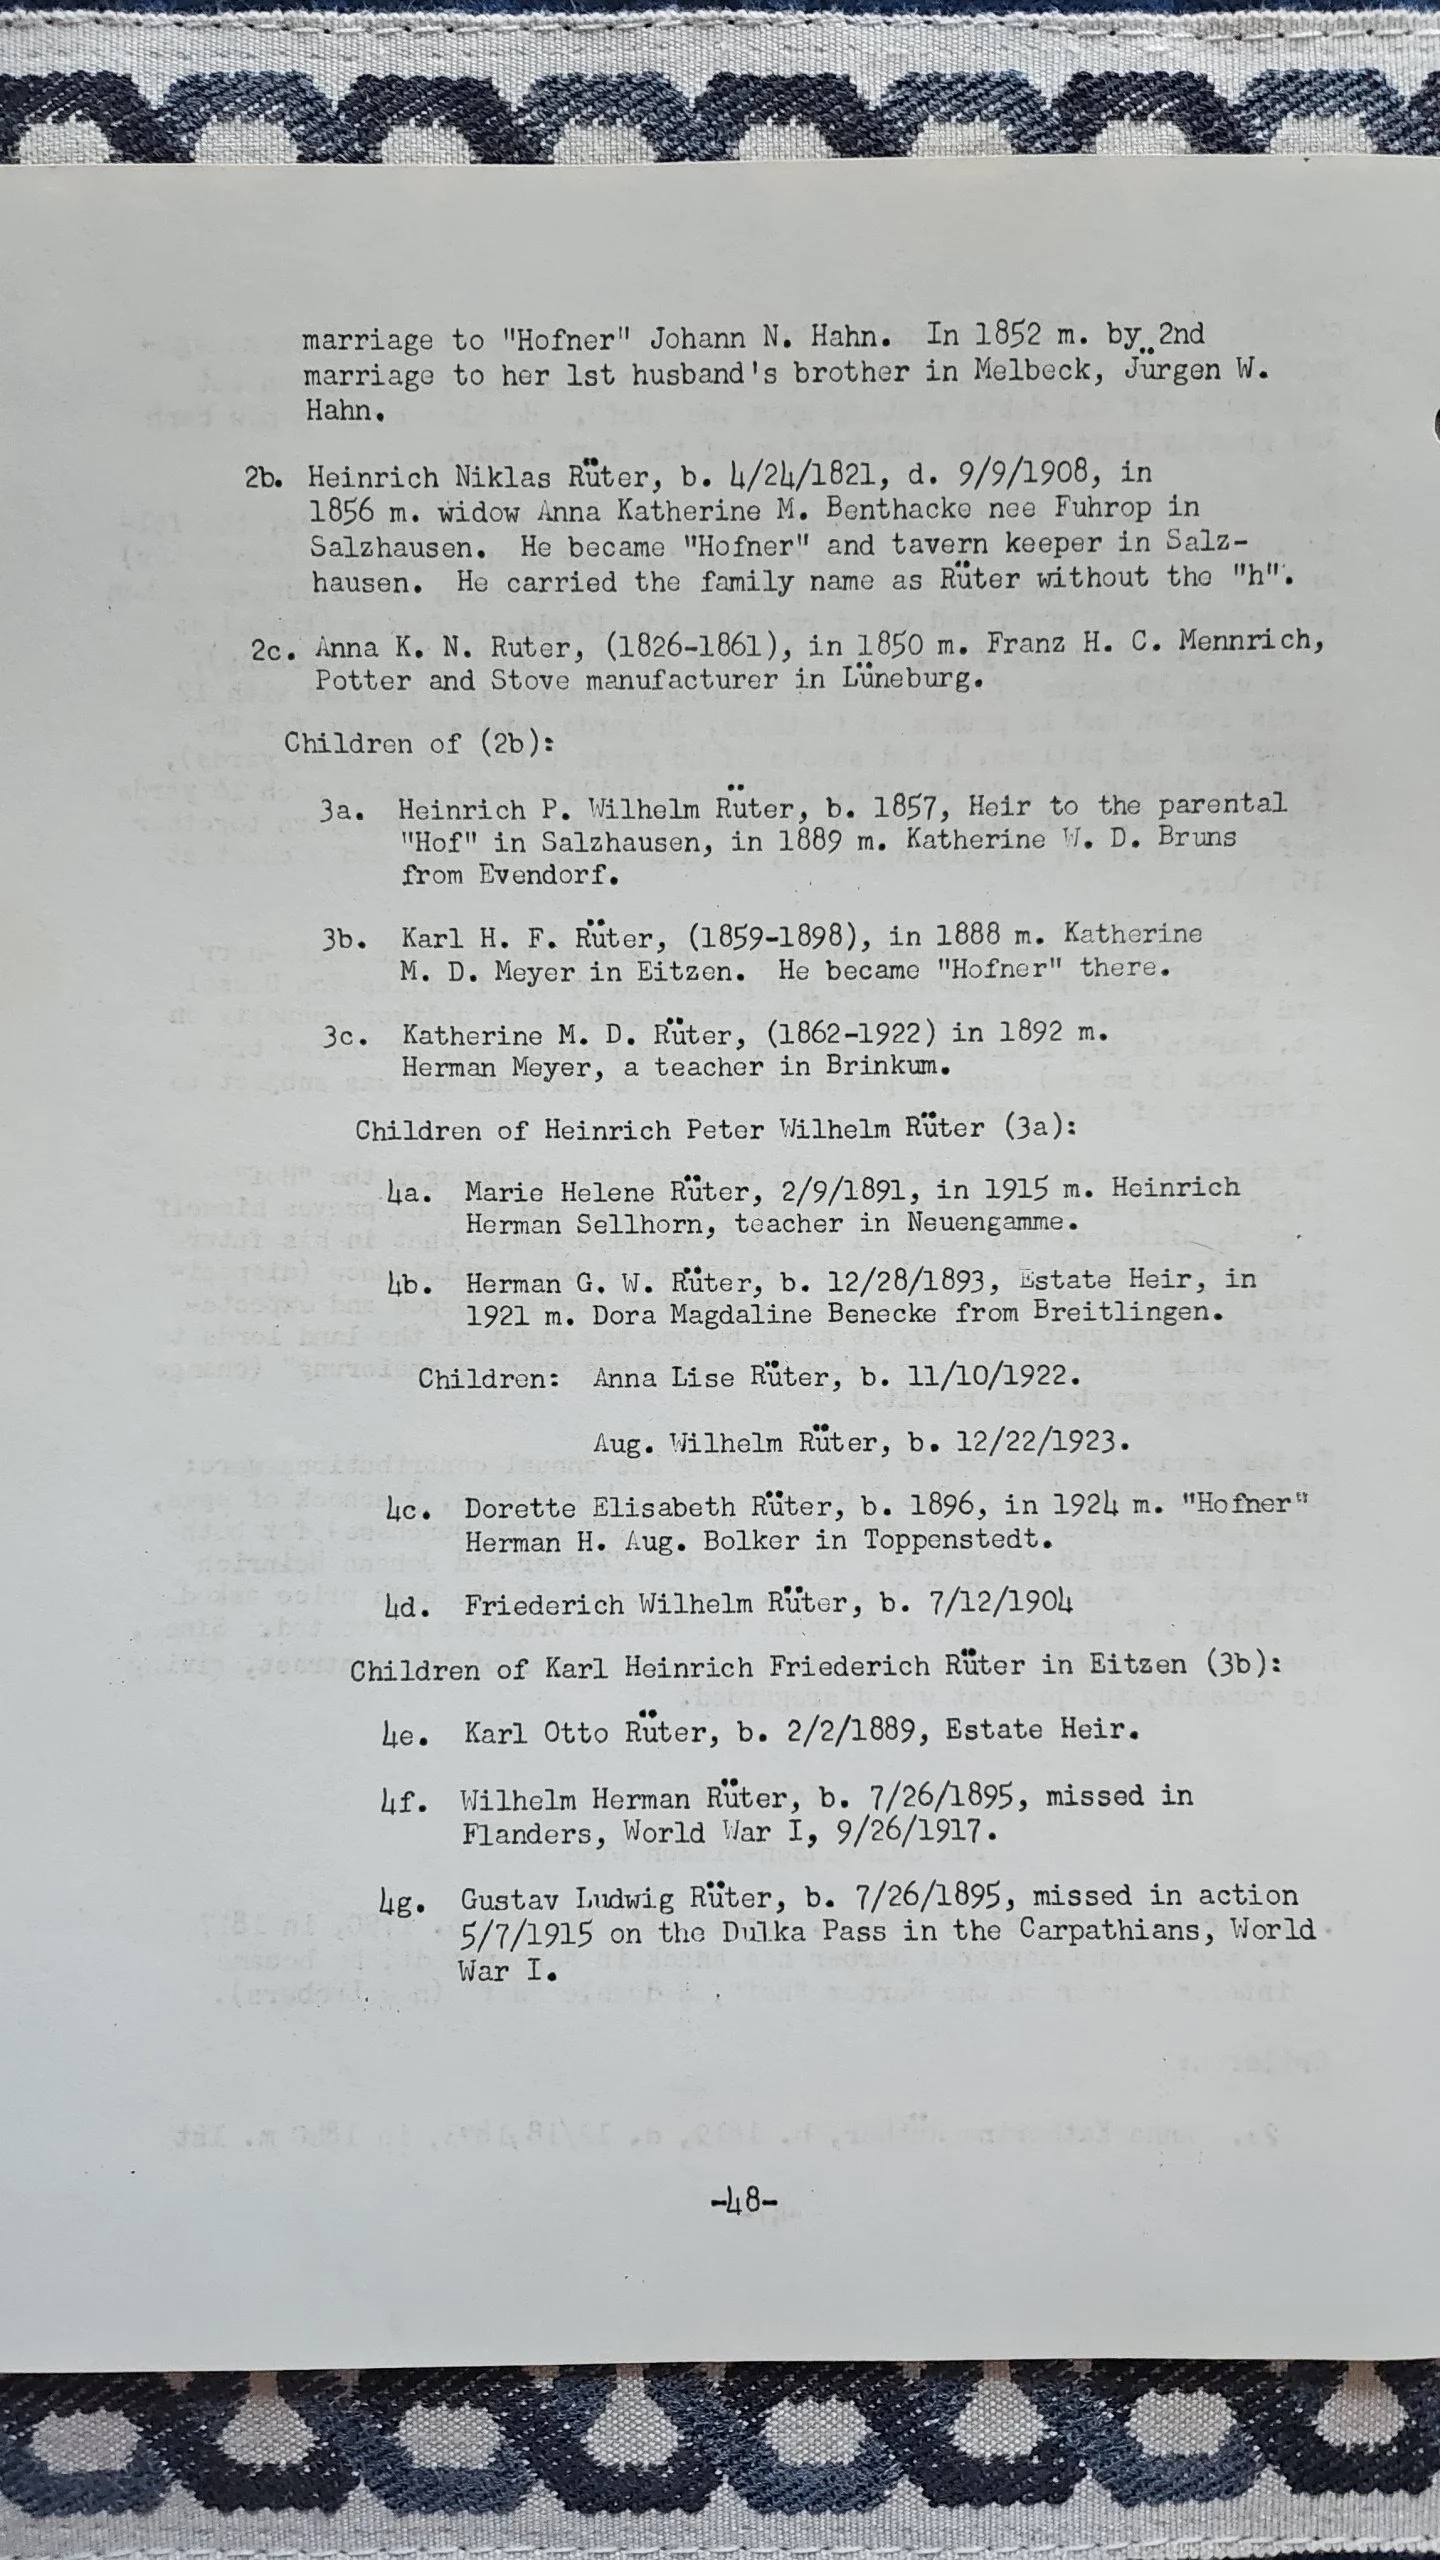 marriage to "Hofner" Johann N. Hahn. In 1852 m. by 2nd
marriage to her 1st husband's brother in Melbeck, Jürgen W.
Hahn.
2b. Heinrich Niklas Rüter, b. 4/24/1821, d. 9/9/1908, in
1856 m. widow Anna Katherine M. Benthacke nee Fuhrop in
Salzhausen. He became "Hofner" and tavern keeper in Salz-
hausen. He carried the family name as Rüter without the "h".
2c. Anna K. N. Ruter, (1826-1861), in 1850 m. Franz H. C. Mennrich,
Potter and Stove manufacturer in Lüneburg.
Children of (2b):
3a. Heinrich P. Wilhelm Rüter, b. 1857, Heir to the parental
"Hof" in Salzhausen, in 1889 m. Katherine W. D. Bruns
from Evendorf.
3b. Karl H. F. Rüter, (1859-1898), in 1888 m. Katherine
M. D. Meyer in Eitzen. He became "Hofner" there.
3c. Katherine M. D. Rüter, (1862-1922) in 1892 m.
Herman Meyer, a teacher in Brinkum.
Children of Heinrich Peter Wilhelm Rüter (3a):
4a. Marie Helene Rüter, 2/9/1891, in 1915 m. Heinrich
Herman Sellhorn, teacher in Neuengamme.
4b. Herman G. W. Rüter, b. 12/28/1893, Estate Heir, in
1921 m. Dora Magdaline Benecke from Breitlingen.
Children: Anna Lise Rüter, b. 11/10/1922.
Aug. Wilhelm Rüter, b. 12/22/1923.
4c. Dorette Elisabeth Rüter, b. 1896, in 1924 m. "Hofner"
Herman H. Aug. Bolker in Toppenstedt.
4d. Friederich Wilhelm Rüter, b. 7/12/1904
Children of Karl Heinrich Friederich Rüter in Eitzen (3b):
4e. Karl Otto Rüter, b. 2/2/1889, Estate Heir.
4f. Wilhelm Herman Rüter, b. 7/26/1895, missed in
Flanders, World War I, 9/26/1917.
4g. Gustav Ludwig Rüter, b. 7/26/1895, missed in action
5/7/1915 on the Dulka Pass in the Carpathians, World
War I.
-48-